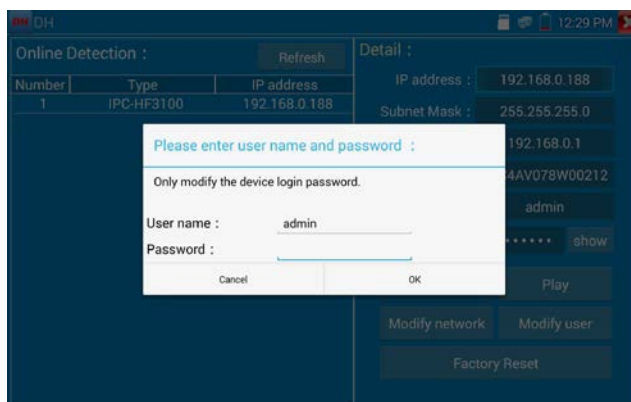 DH DH 12:29 PM
Online Detection : Refresh
Number Type IP address
1 IPC-HF3100 192.168.0.188
Detail :
IP address : 192.168.0.188
Subnet Mask : 255.255.255.0
192.168.0.1
4AV078W00212
admin
•••••• show
Play
Modify network Modify user
Factory Reset
Please enter user name and password :
Only modify the device login password.
User name : admin
Password :
Cancel OK